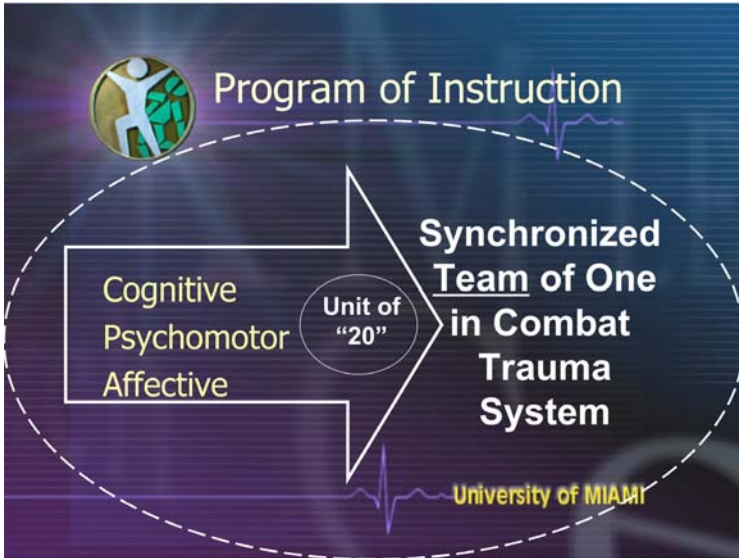 Program of Instruction
Cognitive
Psychomotor
Affective
Unit of
“20”
Synchronized
Team of One
in Combat
Trauma
System
University of MIAMI